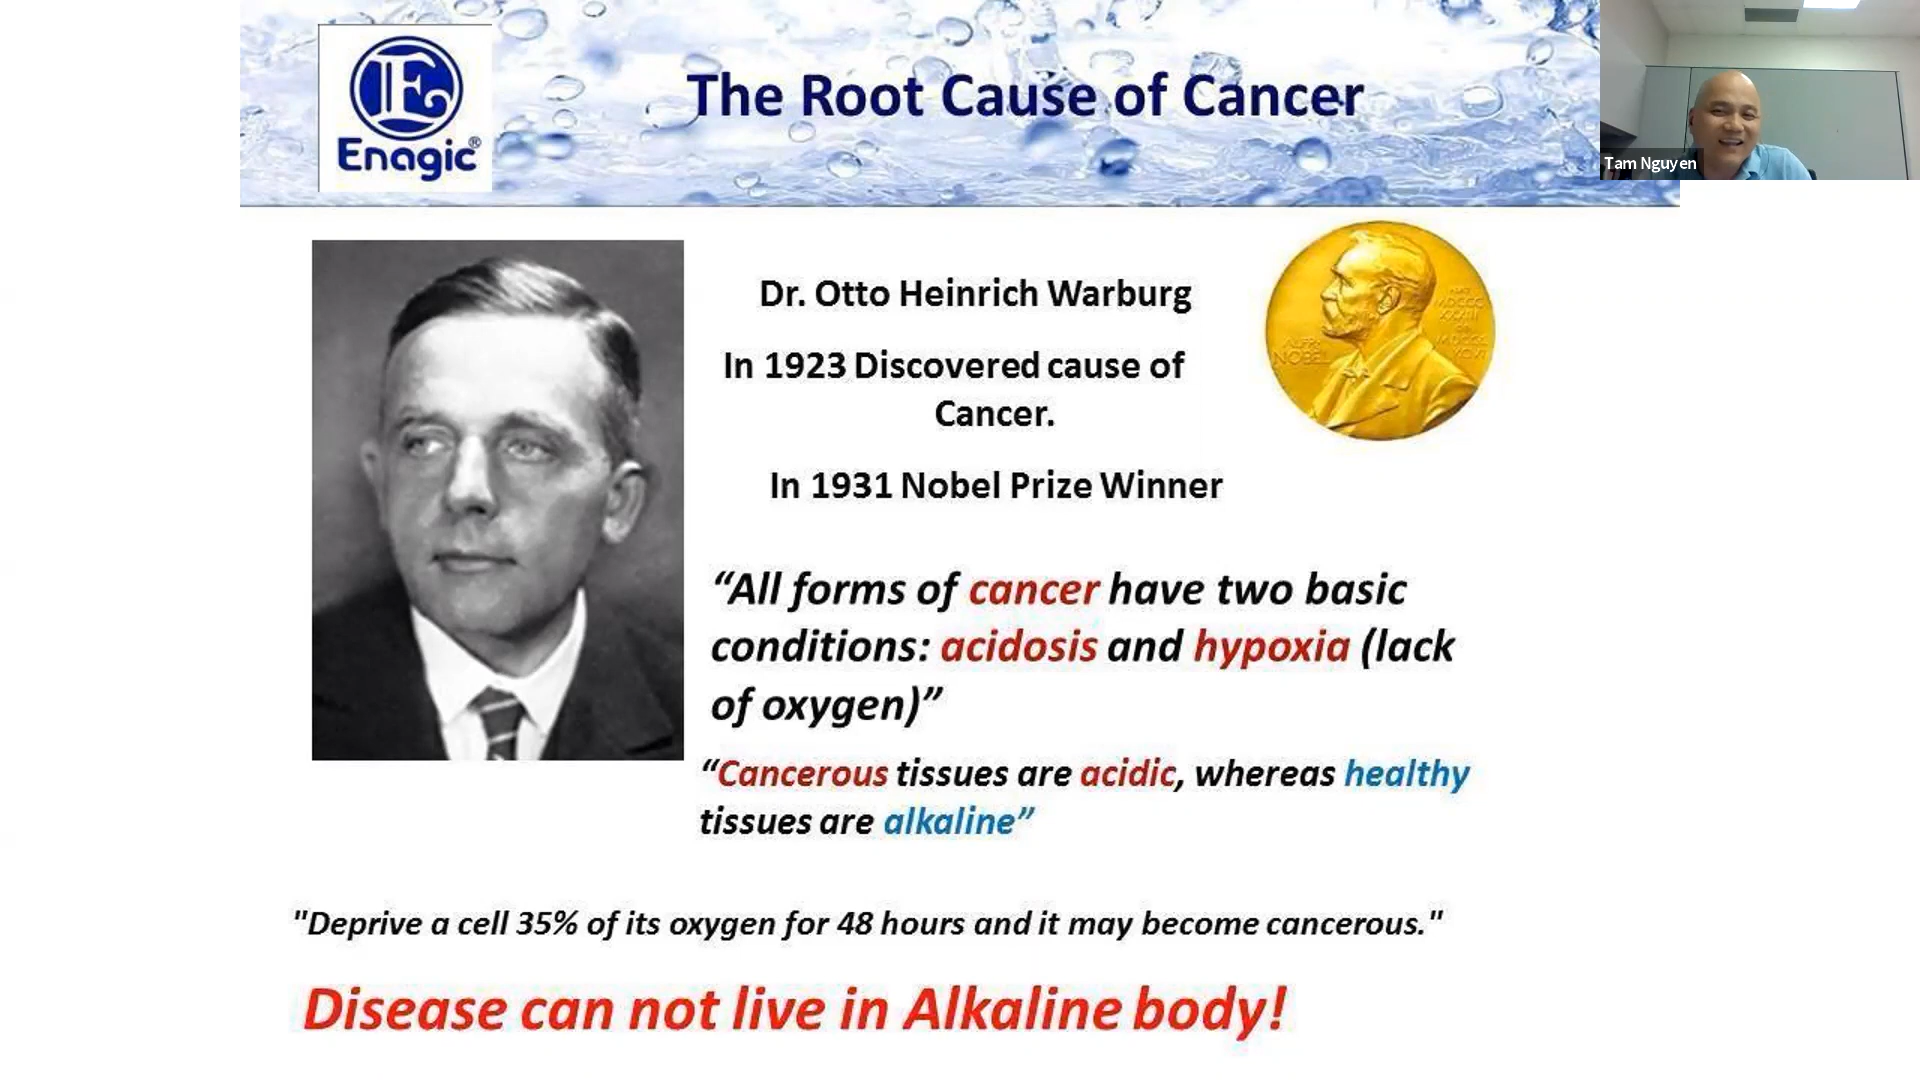 The Root Cause of Cancer
Enagic®
Tam Nguyen
Dr. Otto Heinrich Warburg
In 1923 Discovered cause of
Cancer.
In 1931 Nobel Prize Winner
“All forms of cancer have two basic
conditions: acidosis and hypoxia (lack
of oxygen)”
“Cancerous tissues are acidic, whereas healthy
tissues are alkaline”
"Deprive a cell 35% of its oxygen for 48 hours and it may become cancerous."
Disease can not live in Alkaline body!